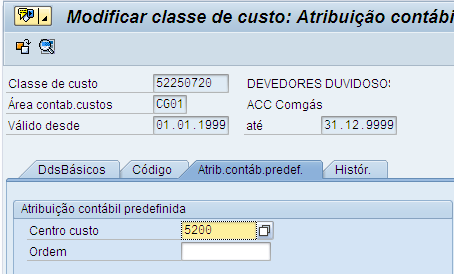 Modificar classe de custo: Atribuição contábi
Classe de custo 52250720 DEVEDORES DUVIDOSOS
Área contab.custos CG01 ACC Comgás
Válido desde 01.01.1999 até 31.12.9999
DdsBásicos Código Atrib.contáb.predef. Histór.
Atribuição contábil predefinida
Centro custo 5200
Ordem